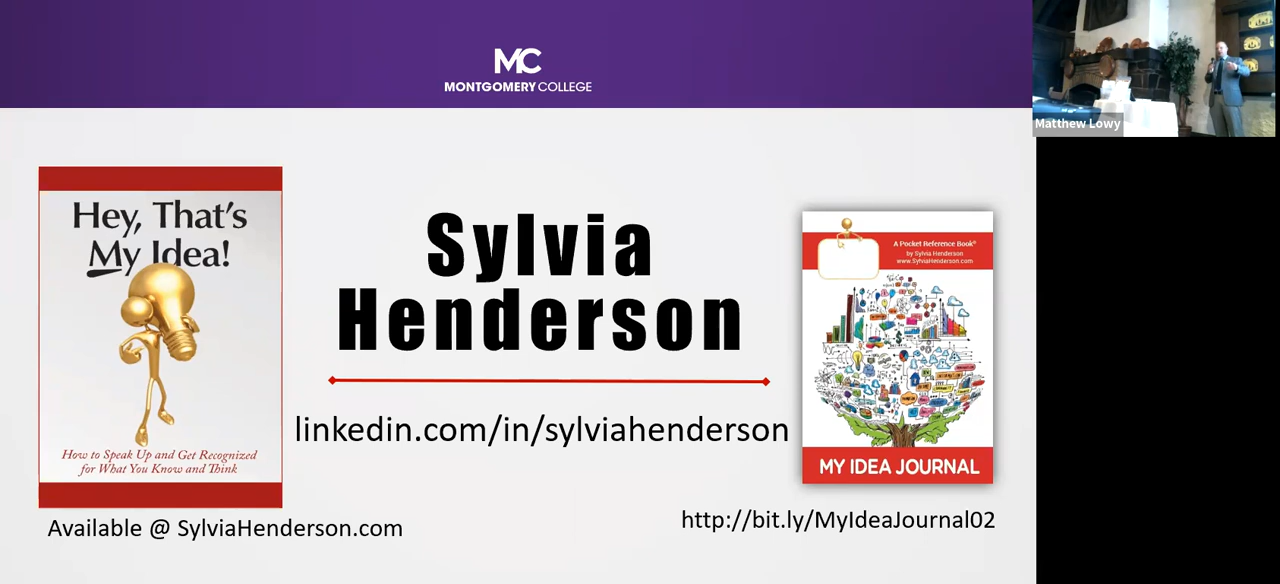 MC
MONTGOMERY COLLEGE
Matthew Lowy
Hey, That's
My Idea!
How to Speak Up and Get Recognized
for What You Know and Think
Available @ SylviaHenderson.com
Sylvia
Henderson
linkedin.com/in/sylviahenderson
A Pocket Reference Book®
by Sylvia Henderson
www.SylviaHenderson.com
MY IDEA JOURNAL
http://bit.ly/MyIdeaJournal02